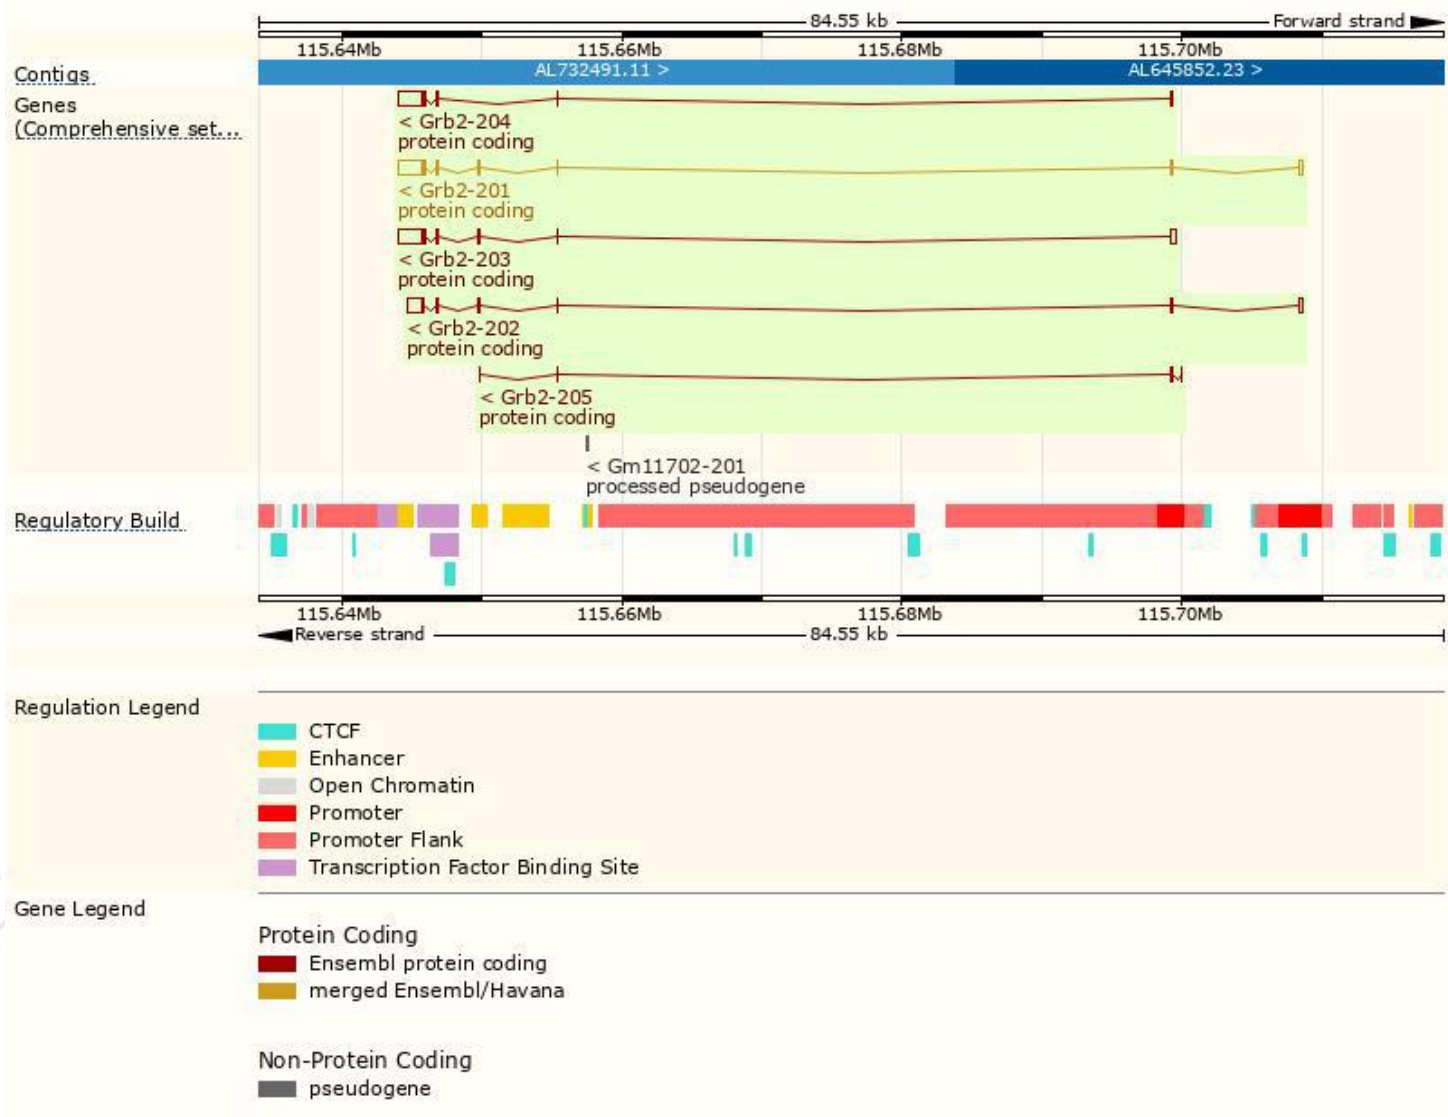 84.55 kb Forward strand
115.64Mb 115.66Mb 115.68Mb 115.70Mb
Contigs AL732491.11 > AL645852.23 >
Genes
(Comprehensive set...
< Grb2-204
protein coding
< Grb2-201
protein coding
< Grb2-203
protein coding
< Grb2-202
protein coding
< Grb2-205
protein coding
< Gm11702-201
processed pseudogene
Regulatory Build
115.64Mb 115.66Mb 115.68Mb 115.70Mb
Reverse strand 84.55 kb
Regulation Legend
CTCF
Enhancer
Open Chromatin
Promoter
Promoter Flank
Transcription Factor Binding Site
Gene Legend
Protein Coding
Ensembl protein coding
merged Ensembl/Havana
Non-Protein Coding
pseudogene